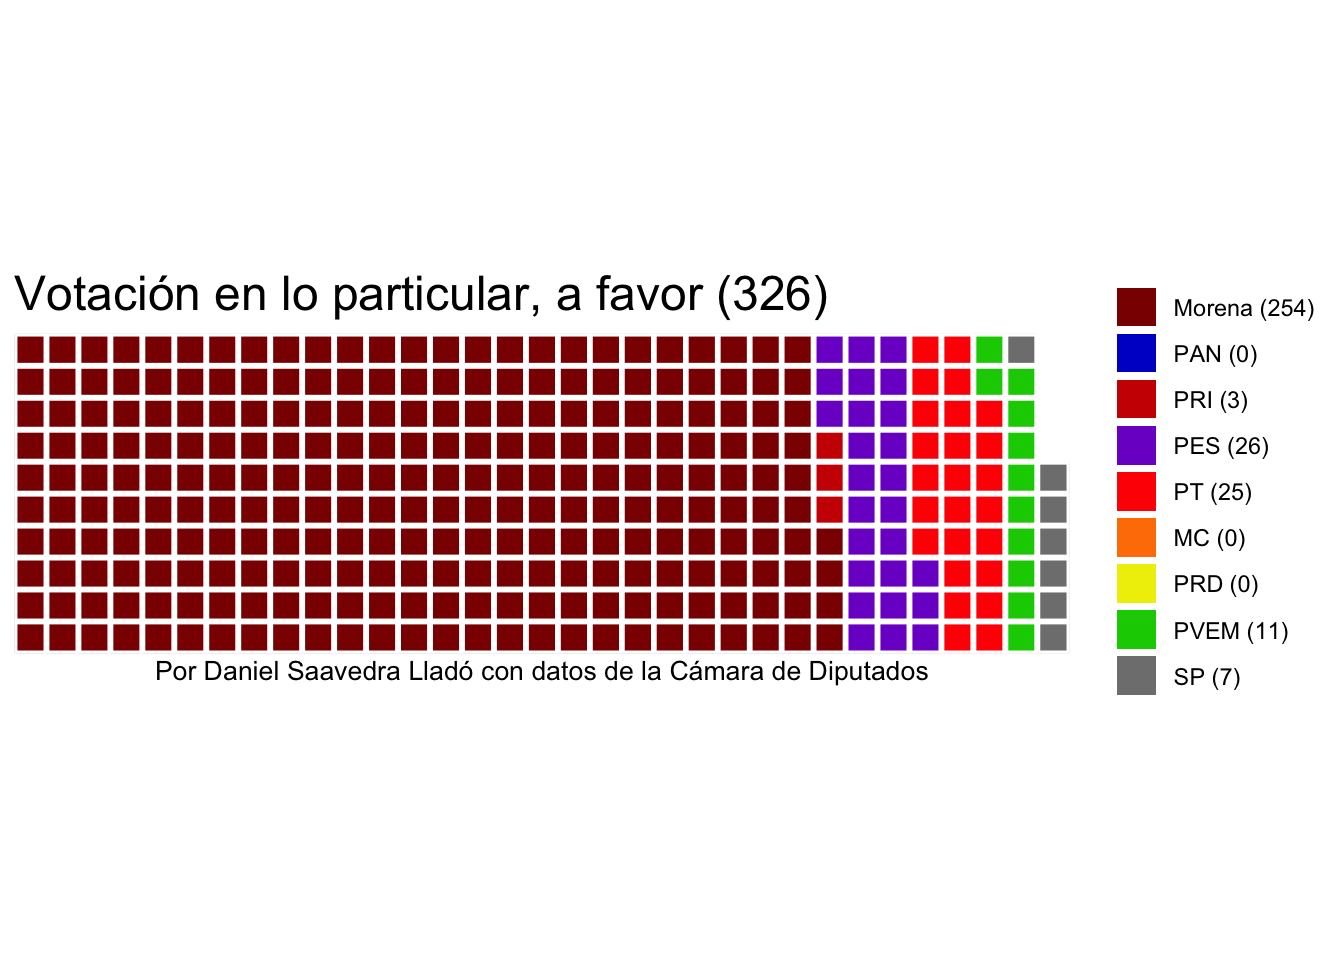 Votación en lo particular, a favor (326)
Morena (254)
PAN (0)
PRI (3)
PES (26)
PT (25)
MC (0)
PRD (0)
PVEM (11)
SP (7)
Por Daniel Saavedra Lladó con datos de la Cámara de Diputados